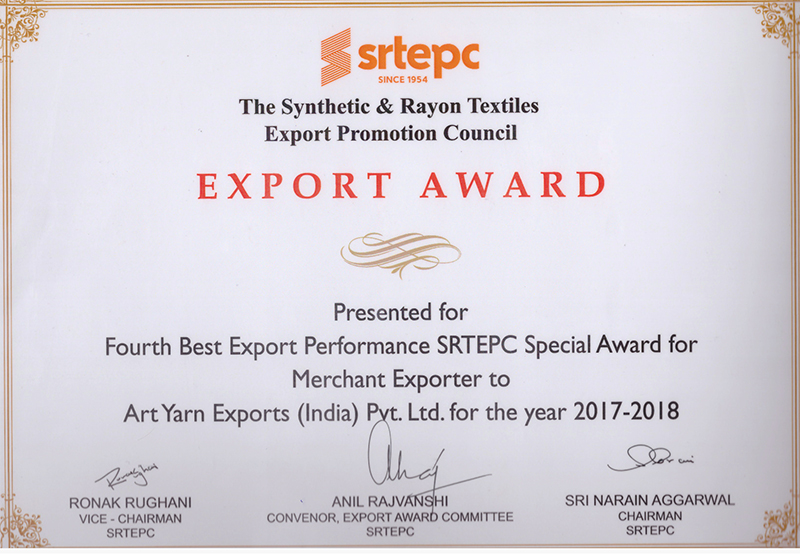 srtepc
SINCE 1954
The Synthetic & Rayon Textiles
Export Promotion Council
EXPORT AWARD
Presented for
Fourth Best Export Performance SRTEPC Special Award for
Merchant Exporter to
Art Yarn Exports (India) Pvt. Ltd. for the year 2017-2018
RONAK RUGHANI
VICE - CHAIRMAN
SRTEPC
ANIL RAJVANSHI
CONVENOR, EXPORT AWARD COMMITTEE
SRTEPC
SRI NARAIN AGGARWAL
CHAIRMAN
SRTEPC